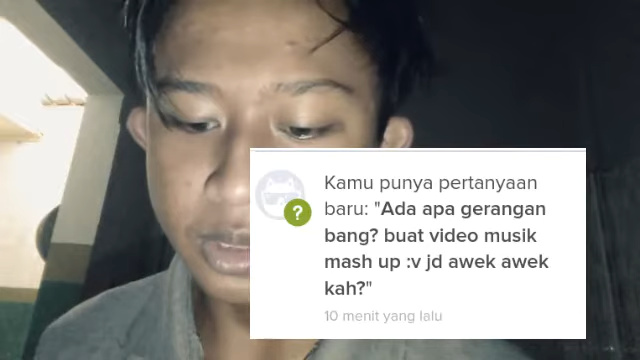 Kamu punya pertanyaan
baru: "Ada apa gerangan
bang? buat video musik
mash up :v jd awek awek
kah?"
10 menit yang lalu